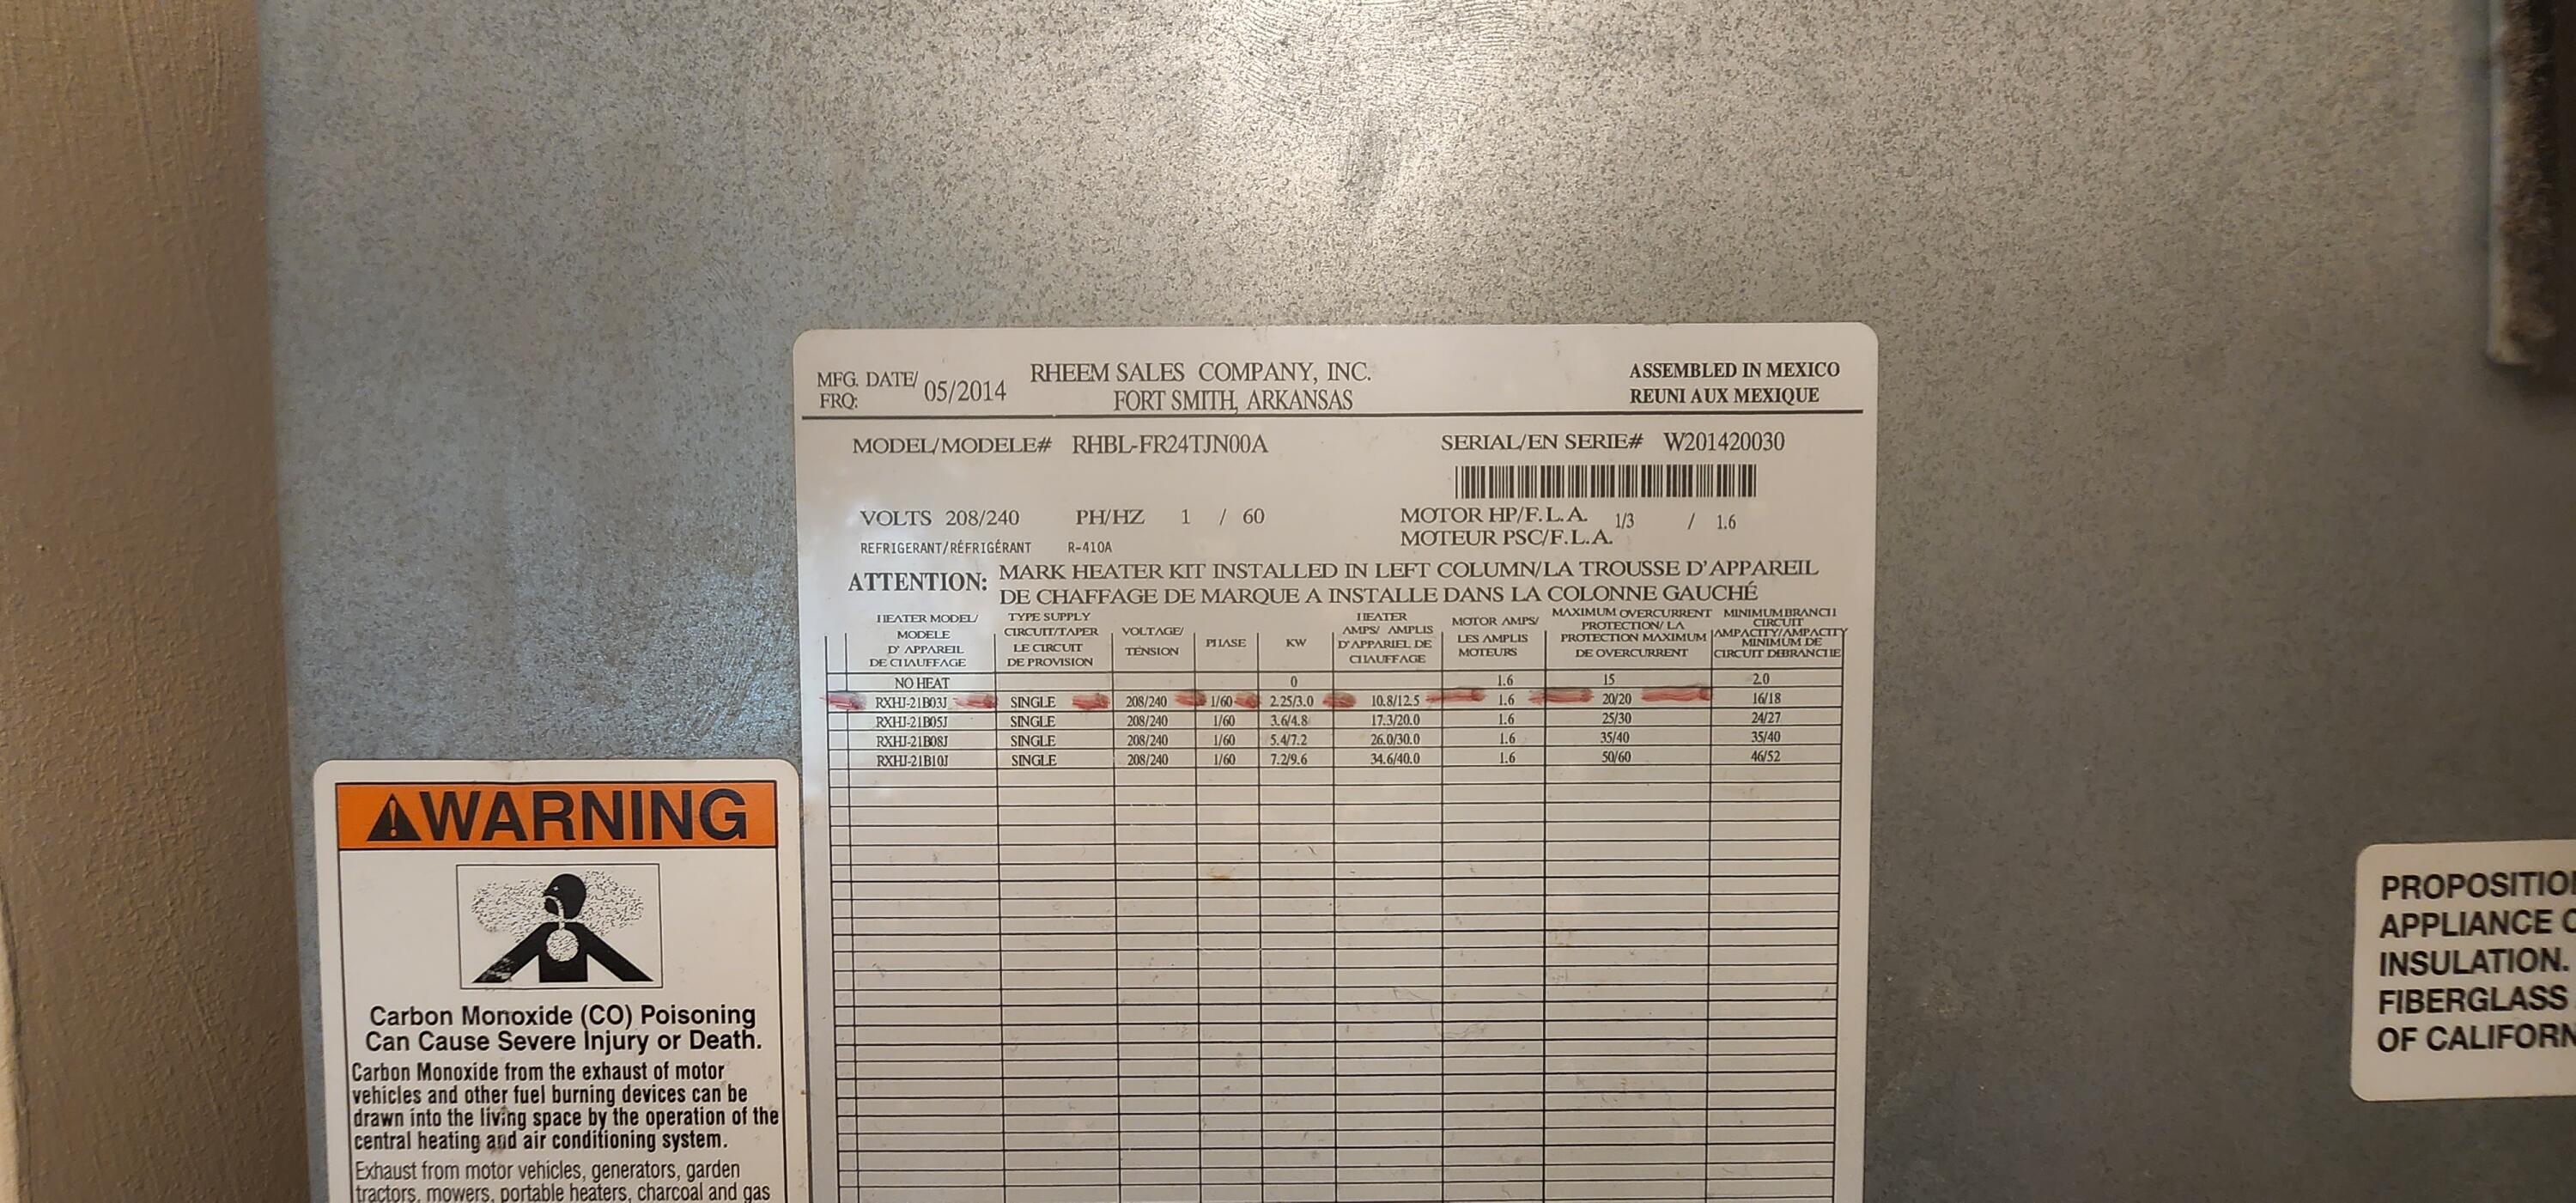 MFG. DATE/ 05/2014 RHEEM SALES COMPANY, INC. ASSEMBLED IN MEXICO
FRQ: FORT SMITH, ARKANSAS REUNI AUX MEXIQUE
MODEL/MODELE# RHBL-FR24TJN00A SERIAL/EN SERIE# W201420030
VOLTS 208/240 PH/HZ 1 / 60 MOTOR HP/F.L.A. 1/3 / 1.6
MOTEUR PSC/F.L.A.
REFRIGERANT/RÉFRIGÉRANT R-410A
ATTENTION: MARK HEATER KIT INSTALLED IN LEFT COLUMN/LA TROUSSE D'APPAREIL
DE CHAFFAGE DE MARQUE A INSTALLE DANS LA COLONNE GAUCHÉ
HEATER MODEL/
MODELE
D' APPAREIL
DE CHAUFFAGE
TYPE SUPPLY
CIRCUIT/TAPER
LE CIRCUIT
DE PROVISION
VOLTAGE/
TENSION
PHASE
KW
HEATER
AMPS/ AMPLIS
D'APPARIEL DE
CHAUFFAGE
MOTOR AMPS/
LES AMPLIS
MOTEURS
MAXIMUM OVERCURRENT
PROTECTION/ LA
PROTECTION MAXIMUM
DE OVERCURRENT
MINIMUM BRANCH
CIRCUIT
AMPACITY/AMPACITY
MINIMUM DE
CIRCUIT DEBRANCHE
NO HEAT 0 1.6 15 2.0
RXHJ-21B03J SINGLE 208/240 1/60 2.25/3.0 10.8/12.5 1.6 20/20 16/18
RXHJ-21B05J SINGLE 208/240 1/60 3.6/4.8 17.3/20.0 1.6 25/30 24/27
RXHJ-21B08J SINGLE 208/240 1/60 5.4/7.2 26.0/30.0 1.6 35/40 35/40
RXHJ-21B10J SINGLE 208/240 1/60 7.2/9.6 34.6/40.0 1.6 50/60 46/52
WARNING
Carbon Monoxide (CO) Poisoning
Can Cause Severe Injury or Death.
Carbon Monoxide from the exhaust of motor
vehicles and other fuel burning devices can be
drawn into the living space by the operation of the
central heating and air conditioning system.
Exhaust from motor vehicles, generators, garden
tractors, mowers, portable heaters, charcoal and gas
PROPOSITIO
APPLIANCE C
INSULATION.
FIBERGLASS
OF CALIFORN